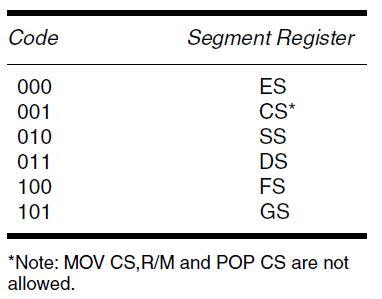 Code Segment Register
000 ES
001 CS*
010 SS
011 DS
100 FS
101 GS
*Note: MOV CS,R/M and POP CS are not
allowed.